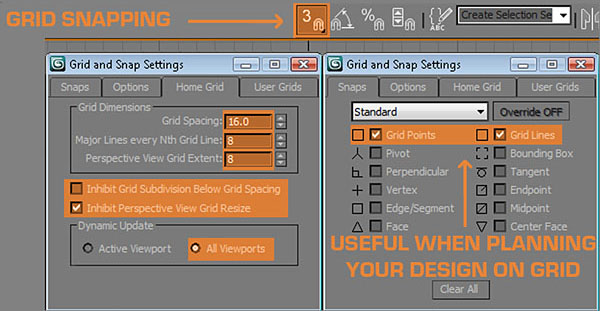 GRID SNAPPING
3
%
ABC
Create Selection Se
Grid and Snap Settings
Snaps
Options
Home Grid
User Grids
Grid Dimensions
Grid Spacing: 16.0
Major Lines every Nth Grid Line: 8
Perspective View Grid Extent: 8
Inhibit Grid Subdivision Below Grid Spacing
Inhibit Perspective View Grid Resize
Dynamic Update
Active Viewport
All Viewports
Grid and Snap Settings
Snaps
Options
Home Grid
User Grids
Standard
Override OFF
Grid Points
Grid Lines
Pivot
Bounding Box
Perpendicular
Tangent
Vertex
Endpoint
Edge/Segment
Midpoint
Face
Center Face
USEFUL WHEN PLANNING
YOUR DESIGN ON GRID
Clear All